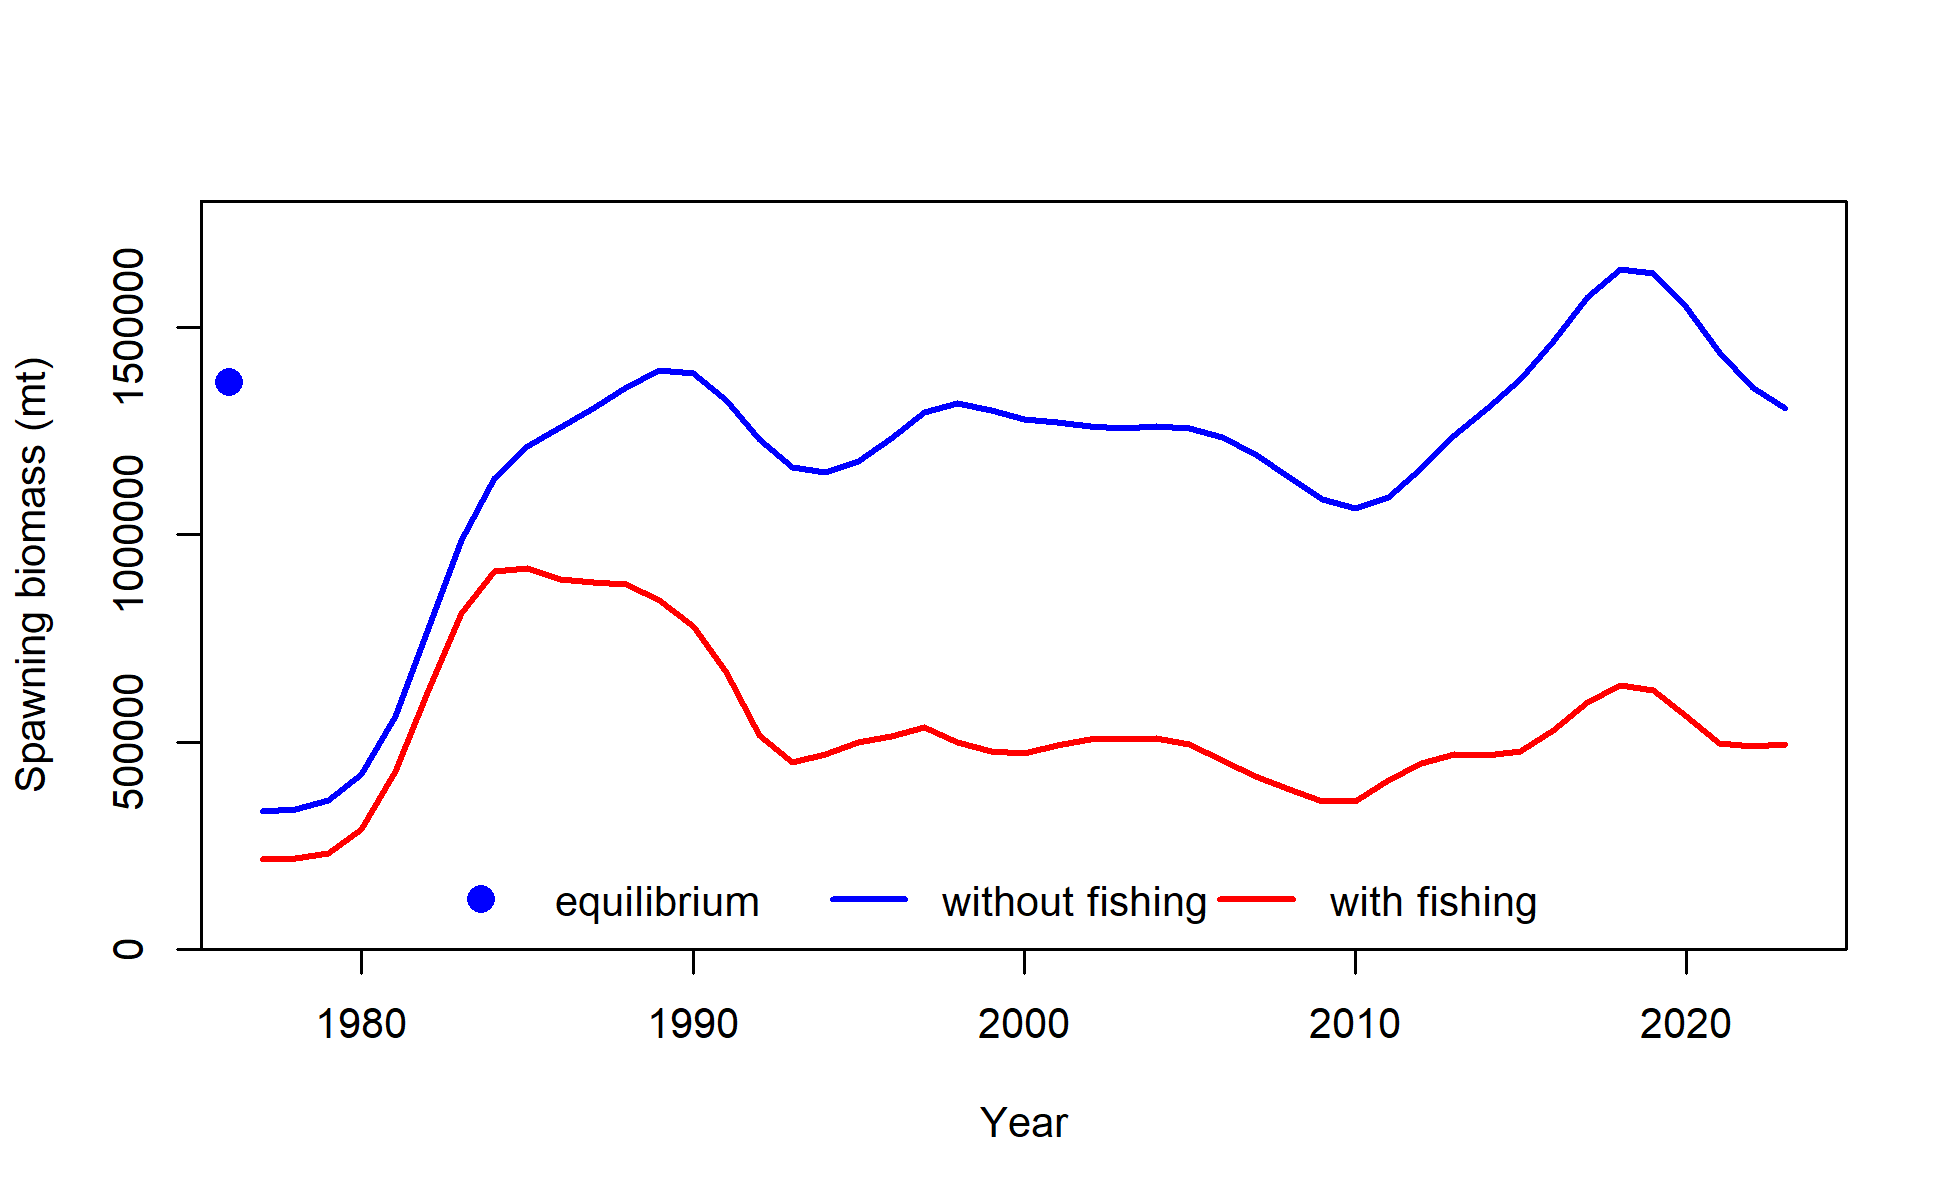 Spawning biomass (mt)
1500000
1000000
500000
0
equilibrium without fishing with fishing
1980 1990 2000 2010 2020
Year